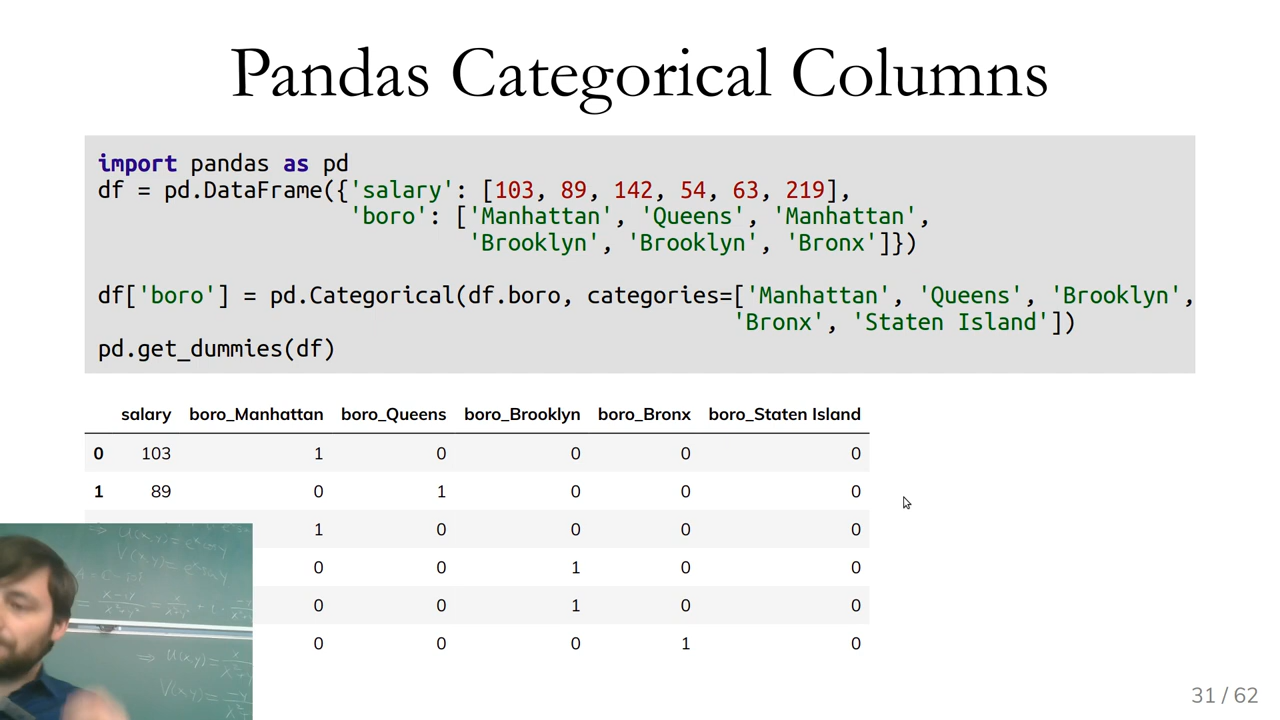 Pandas Categorical Columns
import pandas as pd
df = pd.DataFrame({'salary': [103, 89, 142, 54, 63, 219],
'boro': ['Manhattan', 'Queens', 'Manhattan',
'Brooklyn', 'Brooklyn', 'Bronx']})
df['boro'] = pd.Categorical(df.boro, categories=['Manhattan', 'Queens', 'Brooklyn',
'Bronx', 'Staten Island'])
pd.get_dummies(df)
salary boro_Manhattan boro_Queens boro_Brooklyn boro_Bronx boro_Staten Island
0 103 1 0 0 0 0
1 89 0 1 0 0 0
1 0 0 0 0
0 0 1 0 0
0 0 1 0 0
0 0 0 1 0
31 / 62